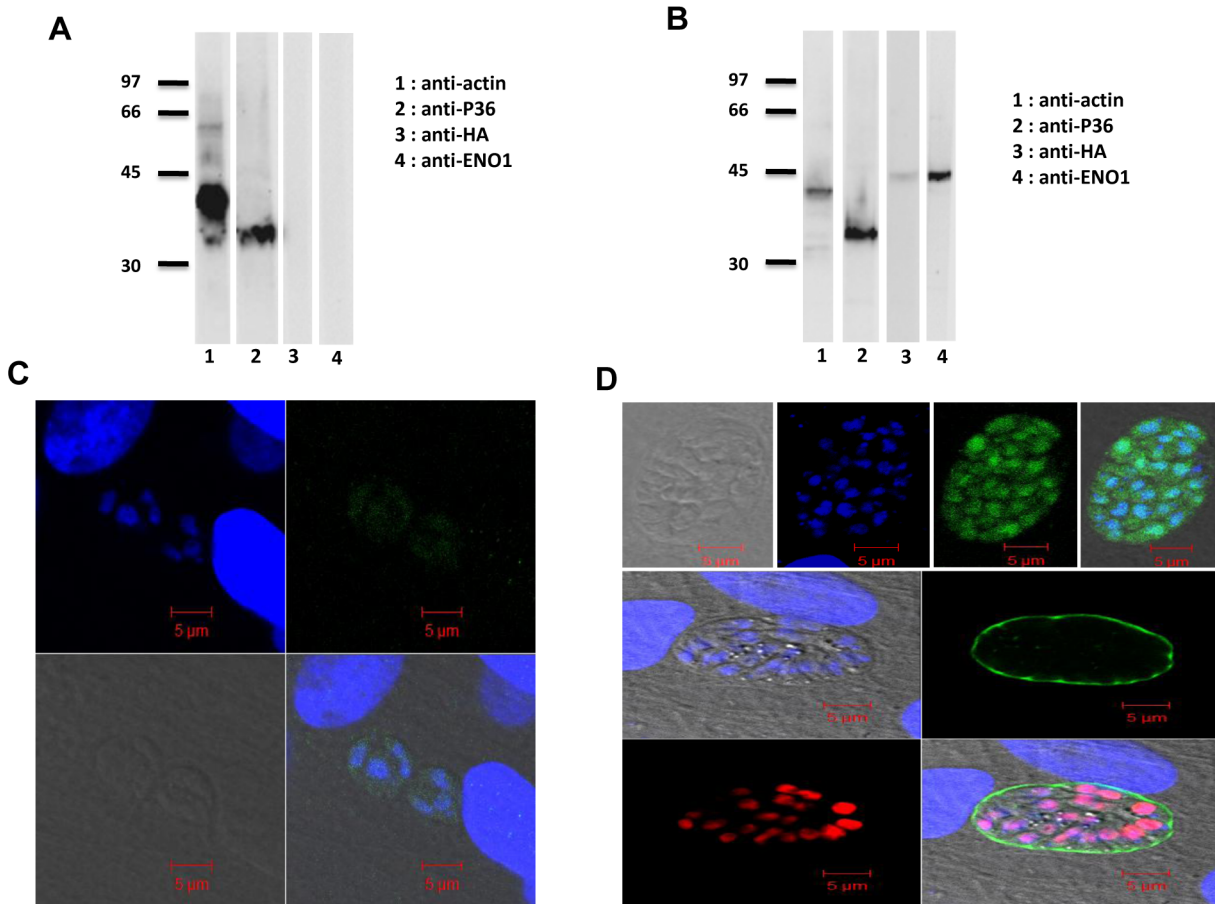 A
97
66
45
30
1 : anti-actin
2 : anti-P36
3 : anti-HA
4 : anti-ENO1
1 2 3 4
B
97
66
45
30
1 : anti-actin
2 : anti-P36
3 : anti-HA
4 : anti-ENO1
1 2 3 4
C
5 µm
5 µm
5 µm
5 µm
D
5 µm
5 µm
5 µm
5 µm
5 µm
5 µm
5 µm
5 µm